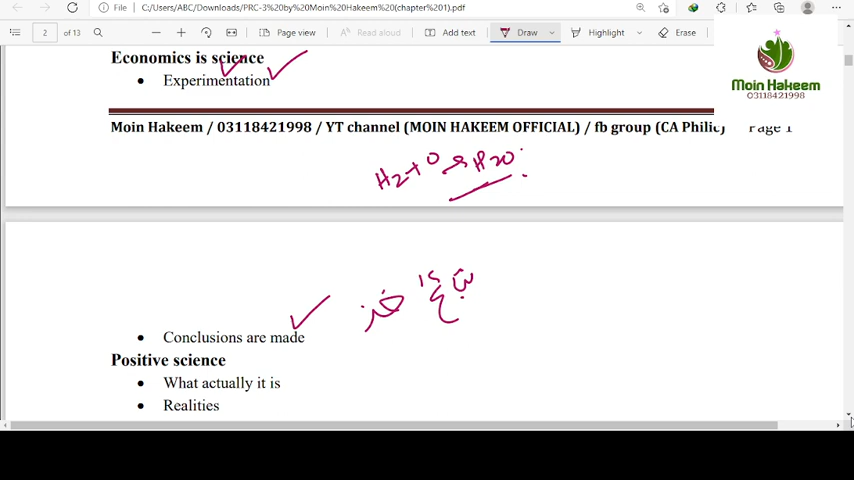 File C:/Users/ABC/Downloads/PRC-3%20by%20Moin%20Hakeem%20(chapter%201).pdf
2 of 13 Page view Read aloud Add text Draw Highlight Erase
Moin Hakeem
03118421998
Economics is science
• Experimentation
Moin Hakeem / 03118421998 / YT channel (MOIN HAKEEM OFFICIAL) / fb group (CA Philic Page 1
H2+O → H2O
• Conclusions are made
Positive science
• What actually it is
• Realities